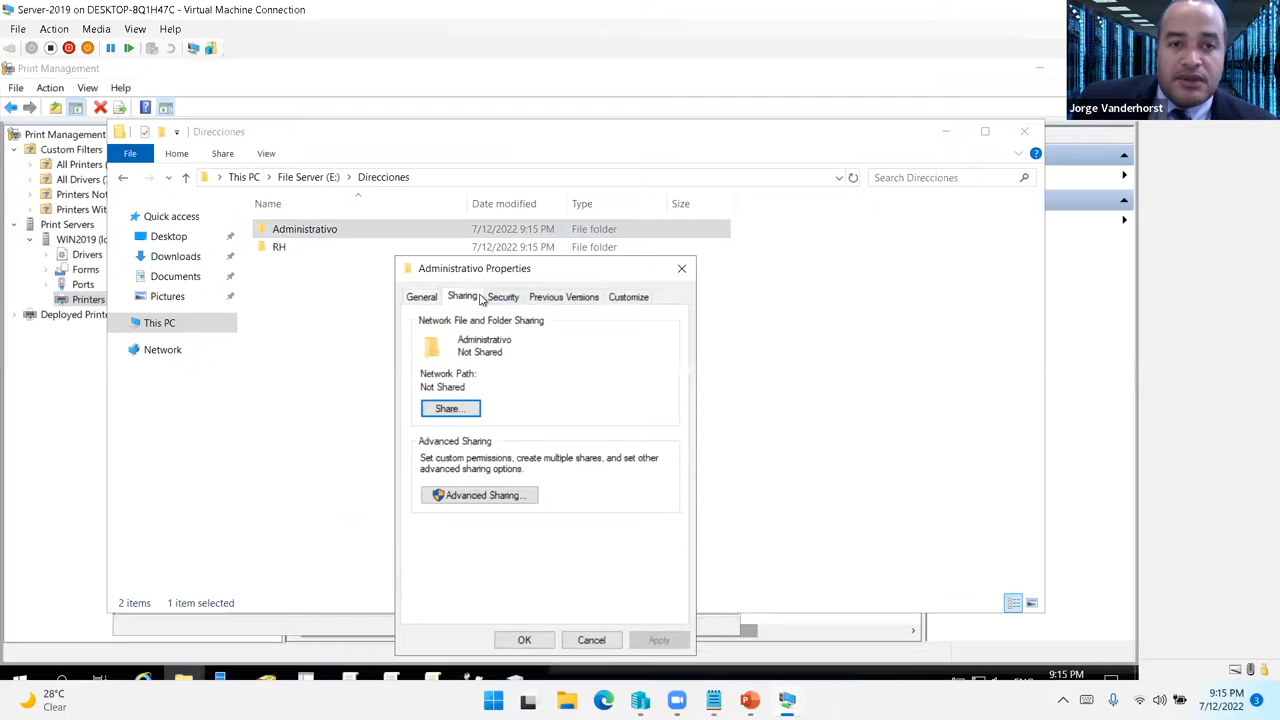 Server-2019 on DESKTOP-8Q1H47C - Virtual Machine Connection
File Action Media View Help
Print Management
File Action View Help
Jorge Vanderhorst
Print Management
Custom Filters
All Printers (
All Drivers (
Printers Not
Printers Wit
Print Servers
WIN2019 (lo
Drivers
Forms
Ports
Printers
Deployed Printe
Direcciones
File Home Share View
This PC > File Server (E:) > Direcciones
Search Direcciones
Name Date modified Type Size
Administrativo 7/12/2022 9:15 PM File folder
RH 7/12/2022 9:15 PM File folder
Quick access
Desktop
Downloads
Documents
Pictures
This PC
Network
2 items 1 item selected
Administrativo Properties
General Sharing Security Previous Versions Customize
Network File and Folder Sharing
Administrativo
Not Shared
Network Path:
Not Shared
Share...
Advanced Sharing
Set custom permissions, create multiple shares, and set other
advanced sharing options.
Advanced Sharing...
OK Cancel Apply
9:15 PM
28°C
Clear
9:15 PM
7/12/2022
3